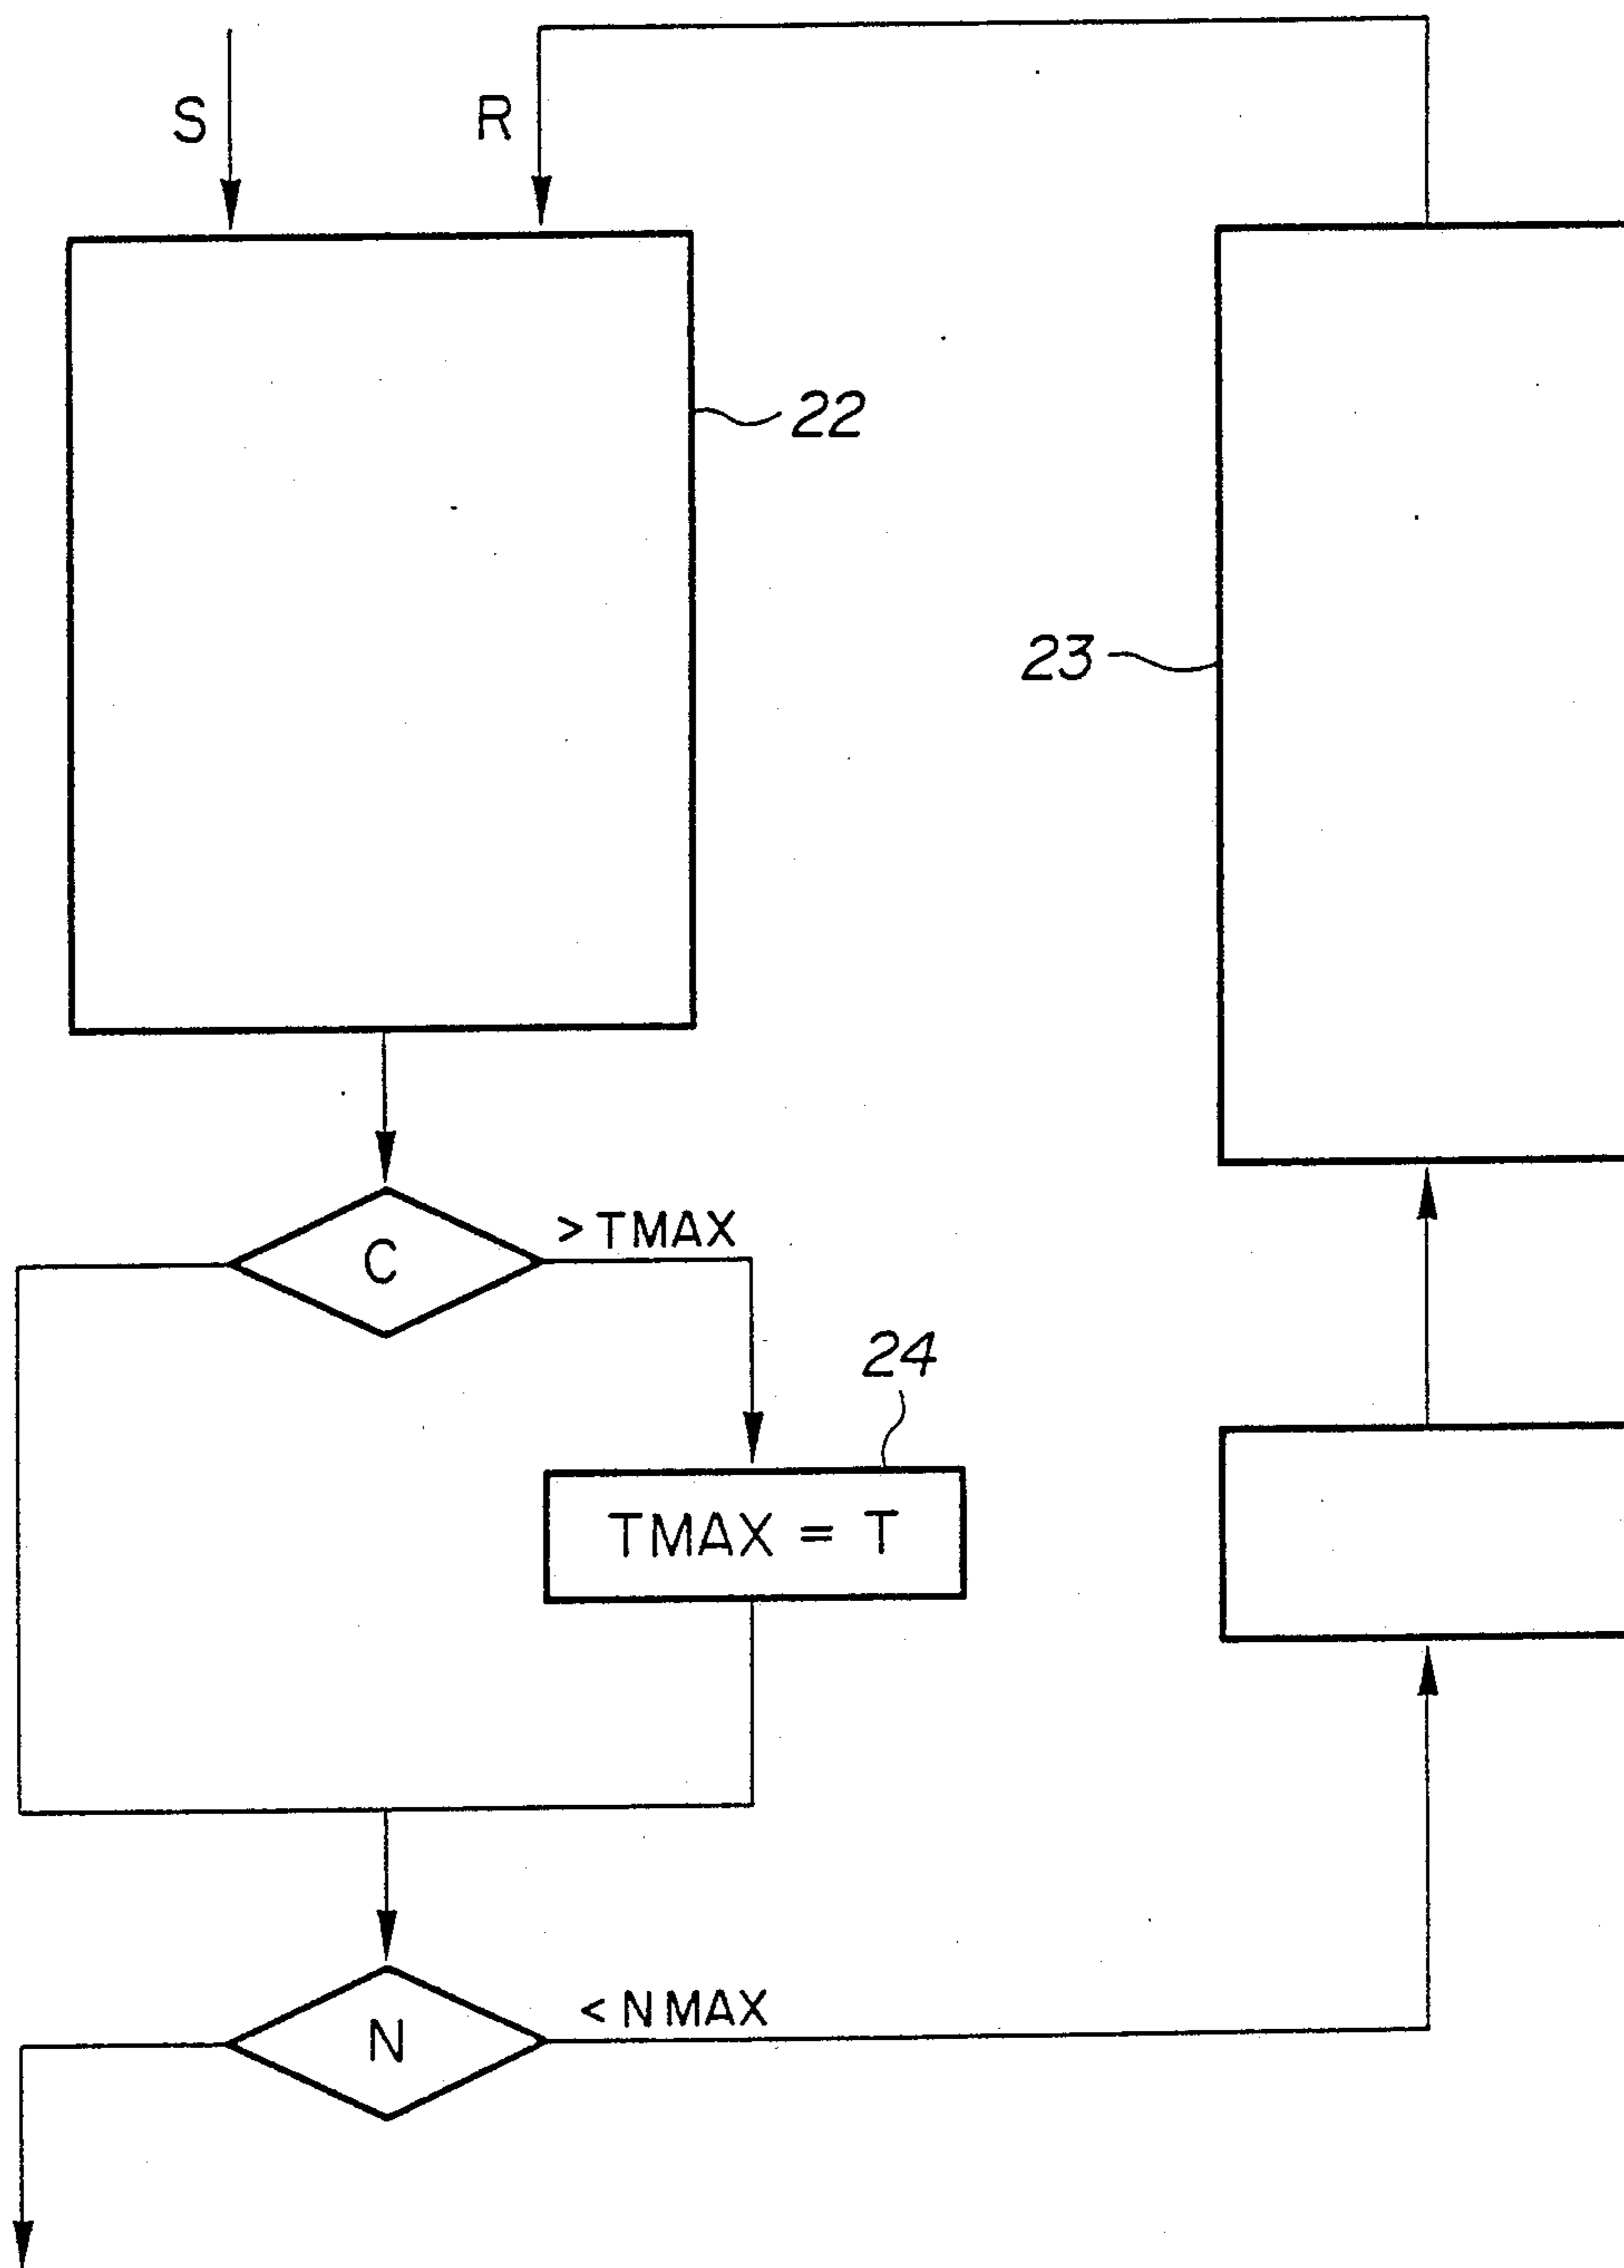 S
R
22
23
C
> TMAX
24
TMAX = T
N
< NMAX